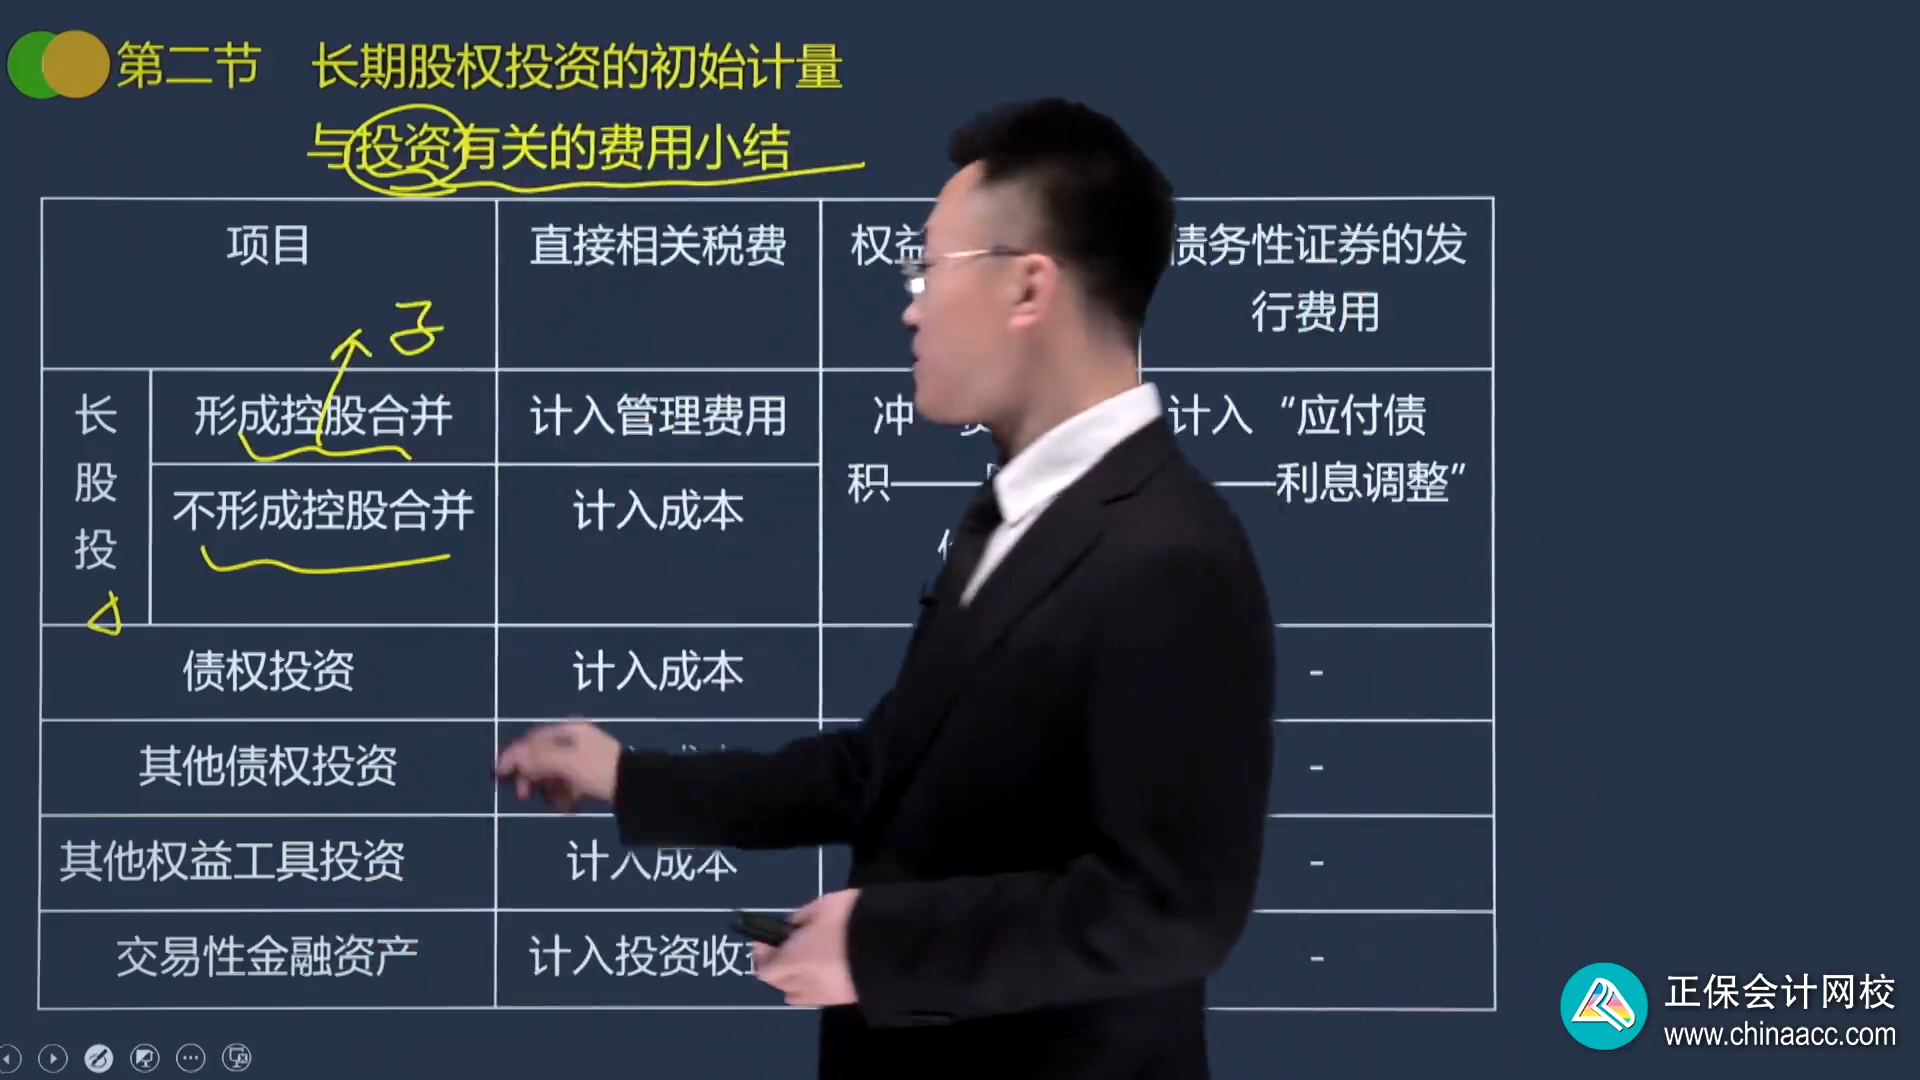 第二节 长期股权投资的初始计量
与投资有关的费用小结
项目
直接相关税费
权益
债务性证券的发
行费用
子
长
股
投
形成控股合并
计入管理费用
冲
积——
计入“应付债
——利息调整”
不形成控股合并
计入成本
债权投资
计入成本
-
其他债权投资
-
其他权益工具投资
计入成本
-
交易性金融资产
计入投资收益
-
正保会计网校
www.chinaacc.com